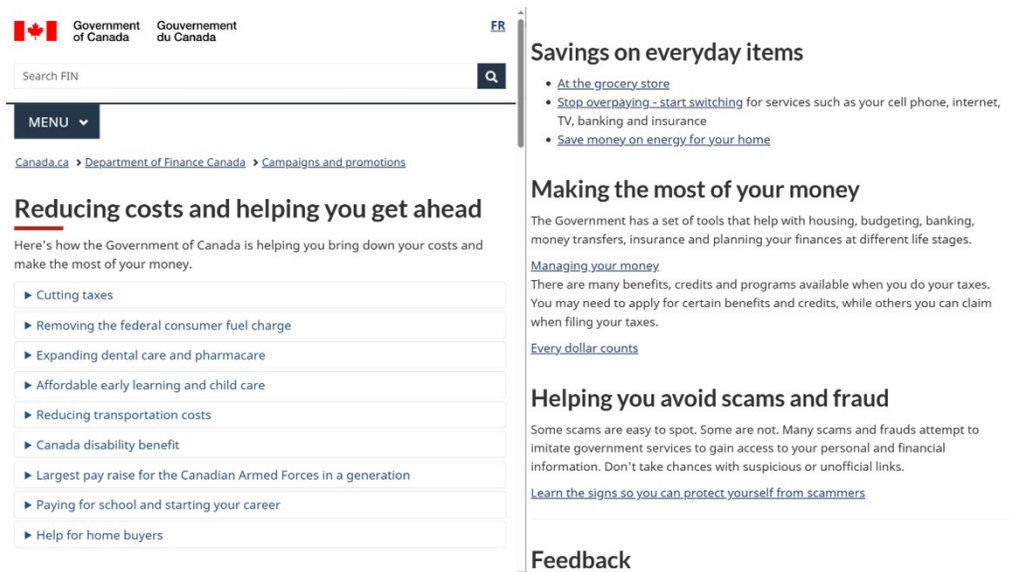 Government
of Canada
Gouvernement
du Canada
FR
Search FIN
MENU
Canada.ca > Department of Finance Canada > Campaigns and promotions
Reducing costs and helping you get ahead
Here's how the Government of Canada is helping you bring down your costs and
make the most of your money.
Cutting taxes
Removing the federal consumer fuel charge
Expanding dental care and pharmacare
Affordable early learning and child care
Reducing transportation costs
Canada disability benefit
Largest pay raise for the Canadian Armed Forces in a generation
Paying for school and starting your career
Help for home buyers
Savings on everyday items
• At the grocery store
• Stop overpaying - start switching for services such as your cell phone, internet,
TV, banking and insurance
• Save money on energy for your home
Making the most of your money
The Government has a set of tools that help with housing, budgeting, banking,
money transfers, insurance and planning your finances at different life stages.
Managing your money
There are many benefits, credits and programs available when you do your taxes.
You may need to apply for certain benefits and credits, while others you can claim
when filing your taxes.
Every dollar counts
Helping you avoid scams and fraud
Some scams are easy to spot. Some are not. Many scams and frauds attempt to
imitate government services to gain access to your personal and financial
information. Don't take chances with suspicious or unofficial links.
Learn the signs so you can protect yourself from scammers
Feedback